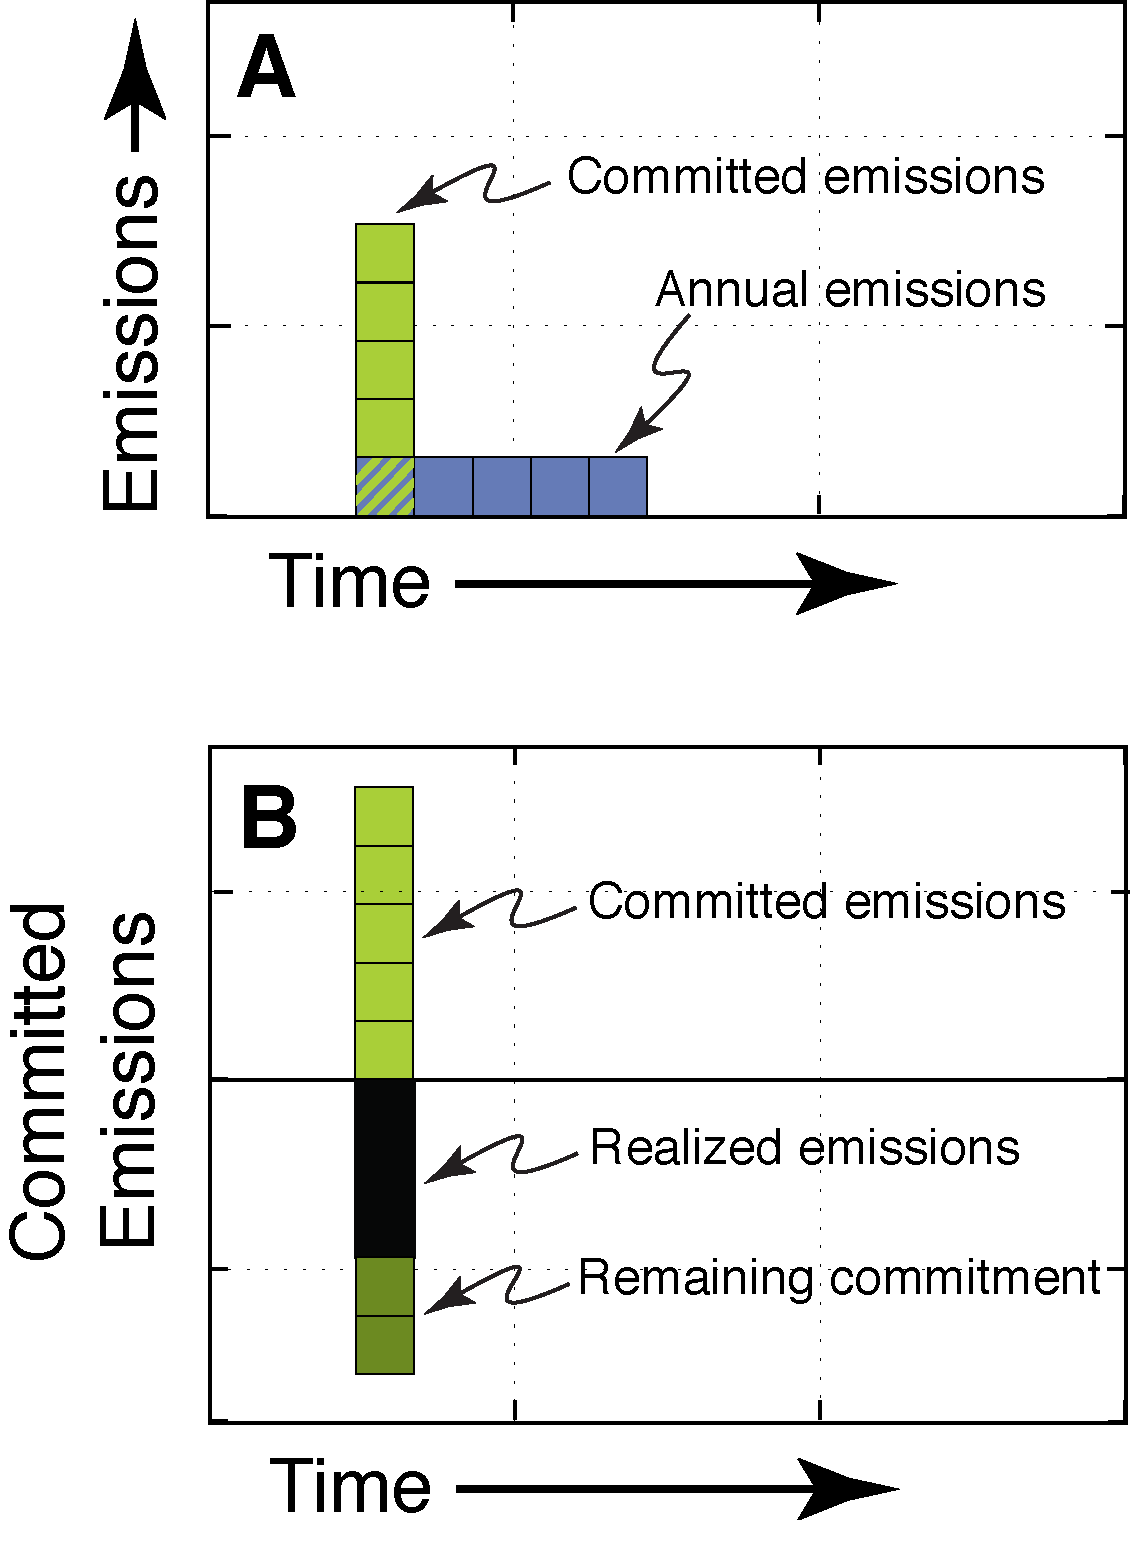 A
Committed emissions
Annual emissions
Emissions
Time
B
Committed emissions
Realized emissions
Remaining commitment
Committed
Emissions
Time